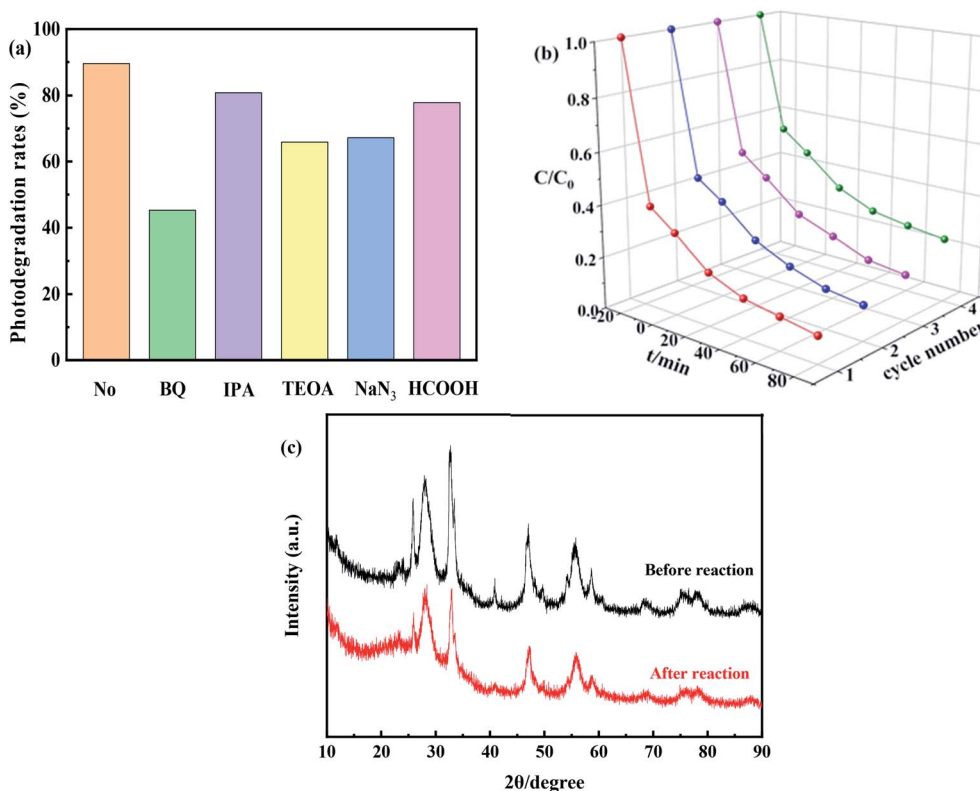 (a)
Photodegradation rates (%)
100
80
60
40
20
0
No BQ IPA TEOA NaN₃ HCOOH
(b)
C/C₀
1.0
0.8
0.6
0.4
0.2
0.0
-20 0 20 40 60 80
t/min
1 2 3 4
cycle number
(c)
Intensity (a.u.)
Before reaction
After reaction
10 20 30 40 50 60 70 80 90
2θ/degree